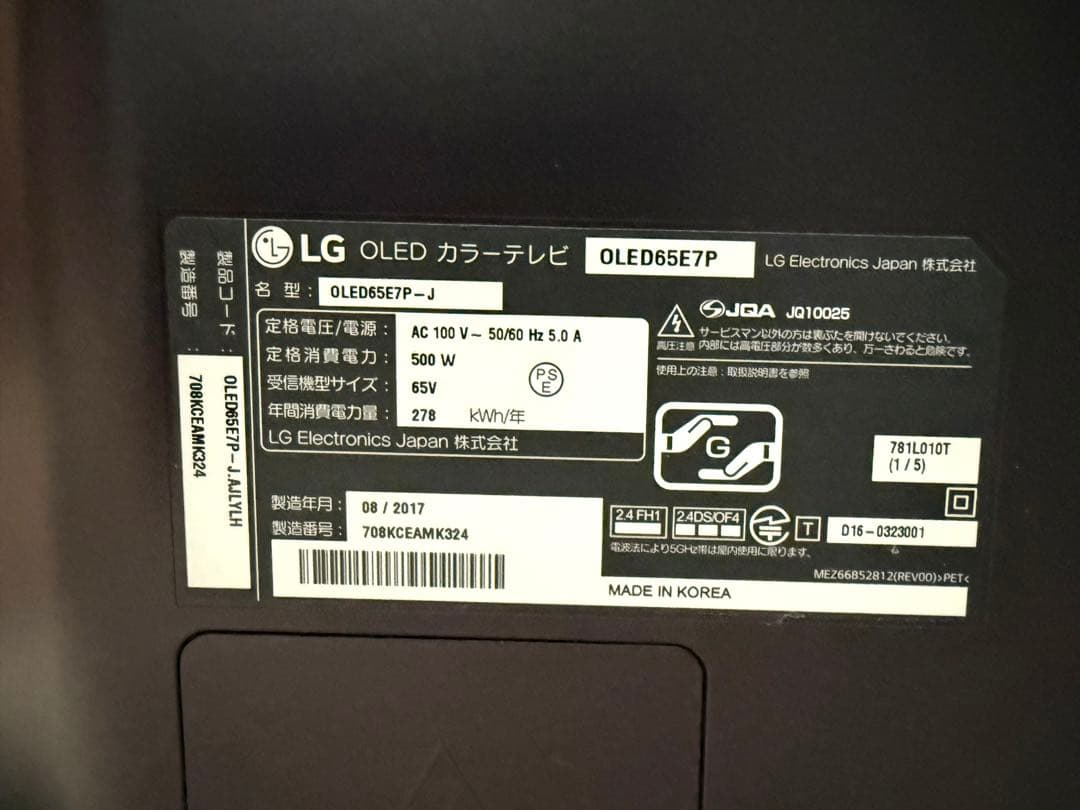 LG OLED カラーテレビ OLED65E7P LG Electronics Japan 株式会社
名 型: OLED65E7P-J
定格電圧/電源: AC 100 V~ 50/60 Hz 5.0 A
定格消費電力: 500 W
受信機型サイズ: 65V
年間消費電力量: 278 kWh/年
LG Electronics Japan 株式会社
PS
E
JQA JQ10025
サービスマン以外の方は裏ぶたを開けないでください。
高圧注意 内部には高電圧部分が数多くあり、万一さわると危険です。
使用上の注意: 取扱説明書を参照
G
781L010T
(1/5)
製造年月: 08 / 2017
製造番号: 708KCEAMK324
2.4 FH1 2.4DS/OF4 T D16-0323001
電波法により5GHz帯は屋内使用に限ります。
MEZ66852812(REV00)>PET<
MADE IN KOREA
製品コード: OLED65E7P-J.AJLYLH
製造番号: 708KCEAMK324